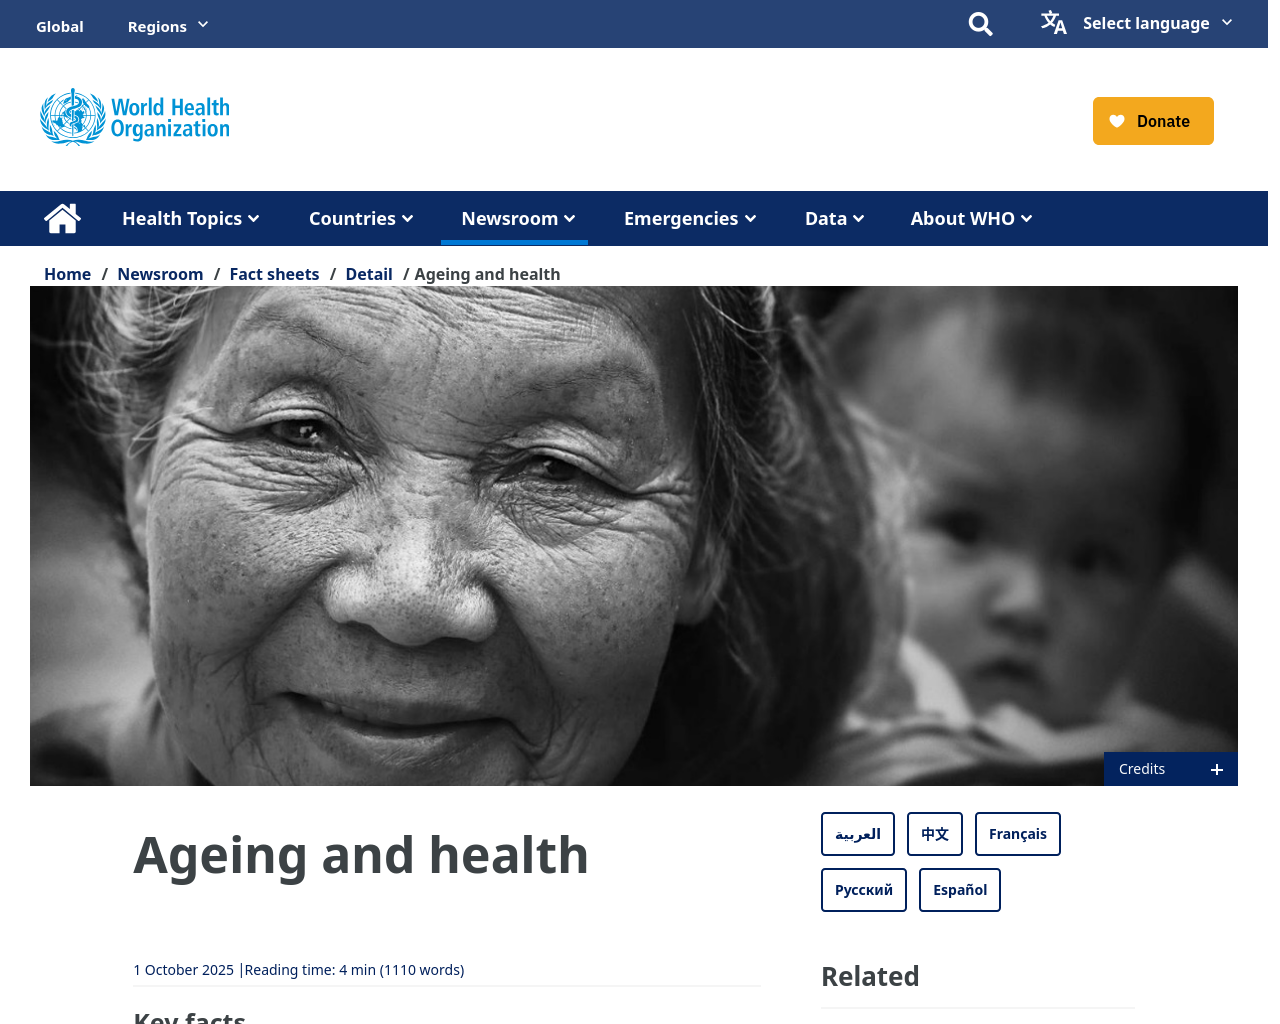 Global Regions Select language
World Health
Organization
Donate
Health Topics Countries Newsroom Emergencies Data About WHO
Home / Newsroom / Fact sheets / Detail / Ageing and health
Credits +
Ageing and health
العربية 中文 Français
Русский Español
1 October 2025 |Reading time: 4 min (1110 words)
Related
Key facts